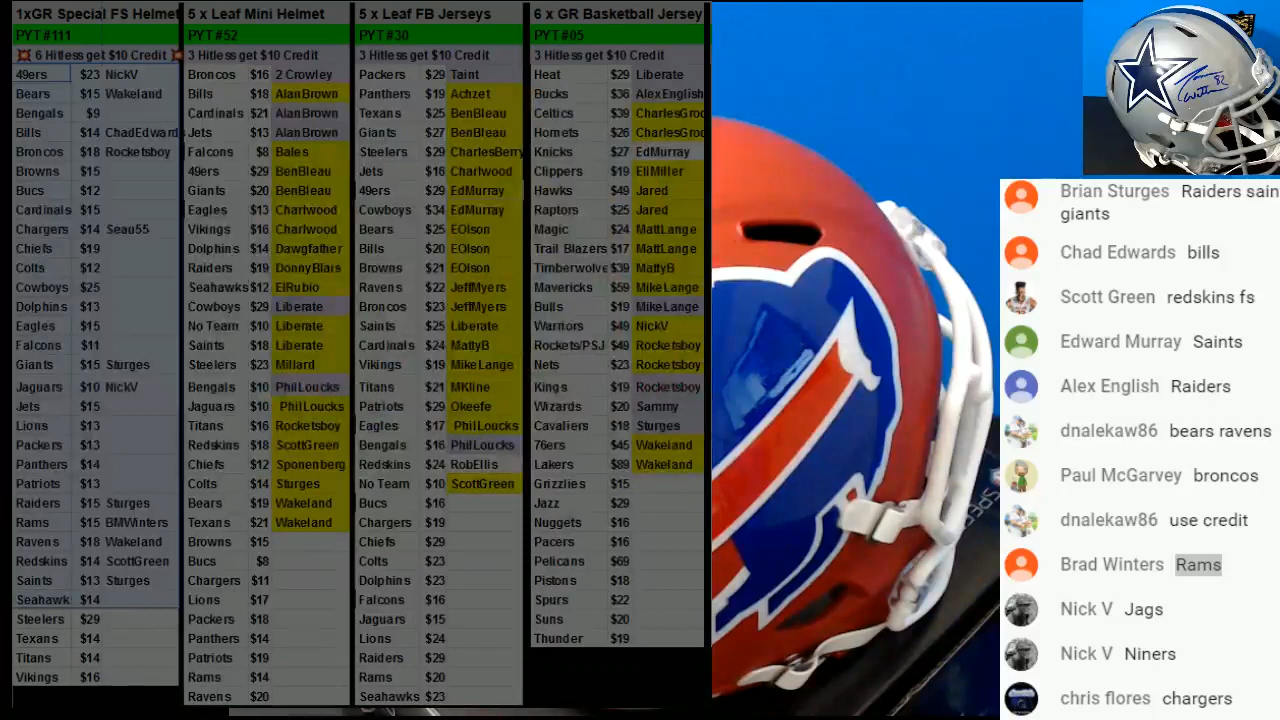 1xGR Special FS Helmet
PYT #111
💥 6 Hitless get $10 Credit 💥
49ers $23 NickV
Bears $15 Wakeland
Bengals $9
Bills $14 ChadEdward
Broncos $18 Rocketsboy
Browns $15
Bucs $12
Cardinals $15
Chargers $14 Seau55
Chiefs $19
Colts $12
Cowboys $25
Dolphins $13
Eagles $15
Falcons $11
Giants $15 Sturges
Jaguars $10 NickV
Jets $15
Lions $13
Packers $13
Panthers $14
Patriots $13
Raiders $15 Sturges
Rams $15 BMWinters
Ravens $18 Wakeland
Redskins $14 ScottGreen
Saints $13 Sturges
Seahawk $14
Steelers $29
Texans $14
Titans $14
Vikings $16
5 x Leaf Mini Helmet
PYT #52
3 Hitless get $10 Credit
Broncos $16 2 Crowley
Bills $18 AlanBrown
Cardinals $21 AlanBrown
Jets $13 AlanBrown
Falcons $8 Bales
49ers $29 BenBleau
Giants $20 BenBleau
Eagles $13 Charlwood
Vikings $16 Charlwood
Dolphins $14 Dawgfather
Raiders $19 DonnyBlais
Seahawks $12 ElRubio
Cowboys $29 Liberate
No Team $10 Liberate
Saints $18 Liberate
Steelers $23 Millard
Bengals $10 PhilLoucks
Jaguars $10 PhilLoucks
Titans $16 Rocketsboy
Redskins $18 ScottGreen
Chiefs $12 Sponenberg
Colts $14 Sturges
Bears $19 Wakeland
Texans $21 Wakeland
Browns $15
Bucs $8
Chargers $11
Lions $17
Packers $18
Panthers $14
Patriots $19
Rams $14
Ravens $20
5 x Leaf FB Jerseys
PYT #30
3 Hitless get $10 Credit
Packers $29 Taint
Panthers $19 Achzet
Texans $25 BenBleau
Giants $27 BenBleau
Steelers $29 CharlesBerry
Jets $16 Charlwood
49ers $29 EdMurray
Cowboys $34 EdMurray
Bears $25 EOlson
Bills $20 EOlson
Browns $21 EOlson
Ravens $22 JeffMyers
Broncos $23 JeffMyers
Saints $25 Liberate
Cardinals $24 MattyB
Vikings $19 MikeLange
Titans $21 MKline
Patriots $29 Okeefe
Eagles $17 PhilLoucks
Bengals $16 PhilLoucks
Redskins $24 RobEllis
No Team $10 ScottGreen
Bucs $16
Chargers $19
Chiefs $23
Colts $23
Dolphins $23
Falcons $16
Jaguars $15
Lions $24
Raiders $29
Rams $20
Seahawks $23
6 x GR Basketball Jersey
PYT #05
3 Hitless get $10 Credit
Heat $29 Liberate
Bucks $36 AlexEnglish
Celtics $39 CharlesGroc
Hornets $26 CharlesGroc
Knicks $27 EdMurray
Clippers $19 EliMiller
Hawks $49 Jared
Raptors $25 Jared
Magic $24 MattLange
Trail Blazers $17 MattLange
Timberwolve $39 MattyB
Mavericks $59 MikeLange
Bulls $19 MikeLange
Warriors $49 NickV
Rockets/PSJ $49 Rocketsboy
Nets $23 Rocketsboy
Kings $19 Rocketsboy
Wizards $20 Sammy
Cavaliers $18 Sturges
76ers $45 Wakeland
Lakers $89 Wakeland
Grizzlies $15
Jazz $29
Nuggets $16
Pacers $16
Pelicans $69
Pistons $18
Spurs $22
Suns $20
Thunder $19
Brian Sturges Raiders sain
giants
Chad Edwards bills
Scott Green redskins fs
Edward Murray Saints
Alex English Raiders
dnalekaw86 bears ravens
Paul McGarvey broncos
dnalekaw86 use credit
Brad Winters Rams
Nick V Jags
Nick V Niners
chris flores chargers